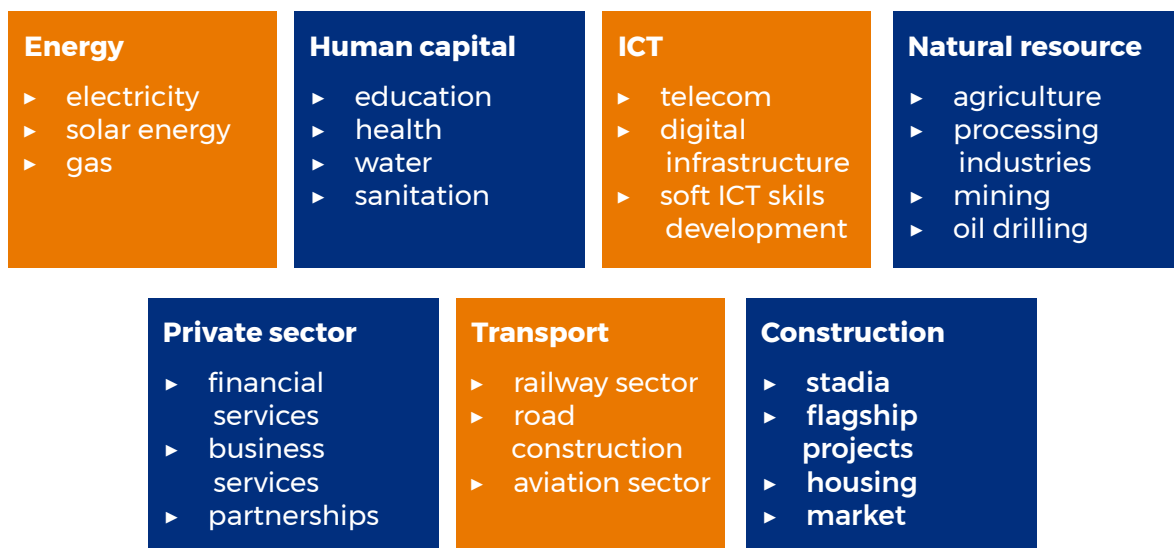 Energy
► electricity
► solar energy
► gas
Human capital
► education
► health
► water
► sanitation
ICT
► telecom
► digital
infrastructure
► soft ICT skils
development
Natural resource
► agriculture
► processing
industries
► mining
► oil drilling
Private sector
► financial
services
► business
services
► partnerships
Transport
► railway sector
► road
construction
► aviation sector
Construction
► stadia
► flagship
projects
► housing
► market